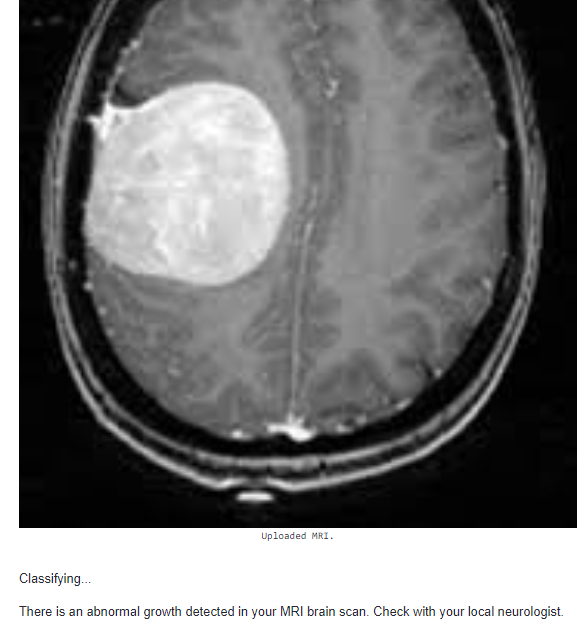 Uploaded MRI.
Classifying...
There is an abnormal growth detected in your MRI brain scan. Check with your local neurologist.